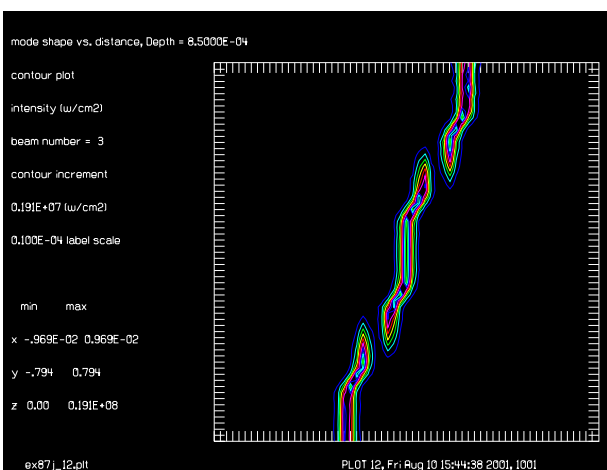 mode shape vs. distance, Depth = 8.5000E-04
contour plot
intensity (w/cm2)
beam number = 3
contour increment
0.191E+07 (w/cm2)
0.100E-04 label scale
min max
x -.969E-02 0.969E-02
y -.794 0.794
z 0.00 0.191E+08
ex87j_12.plt
PLOT 12, Fri Aug 10 15:44:38 2001, 1001